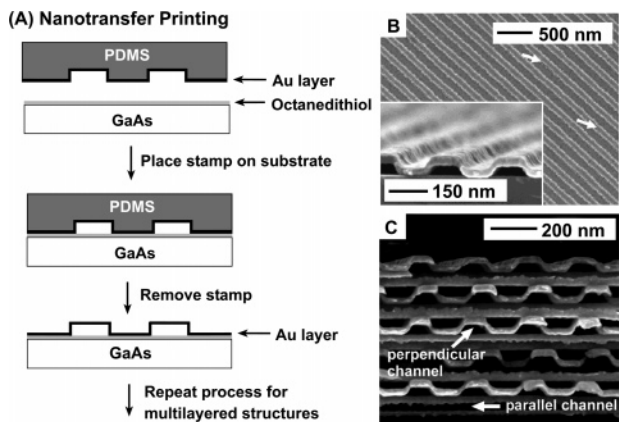 (A) Nanotransfer Printing
PDMS
Au layer
Octanedithiol
GaAs
Place stamp on substrate
PDMS
GaAs
Remove stamp
Au layer
GaAs
Repeat process for
multilayered structures
B
500 nm
150 nm
C
200 nm
perpendicular
channel
parallel channel